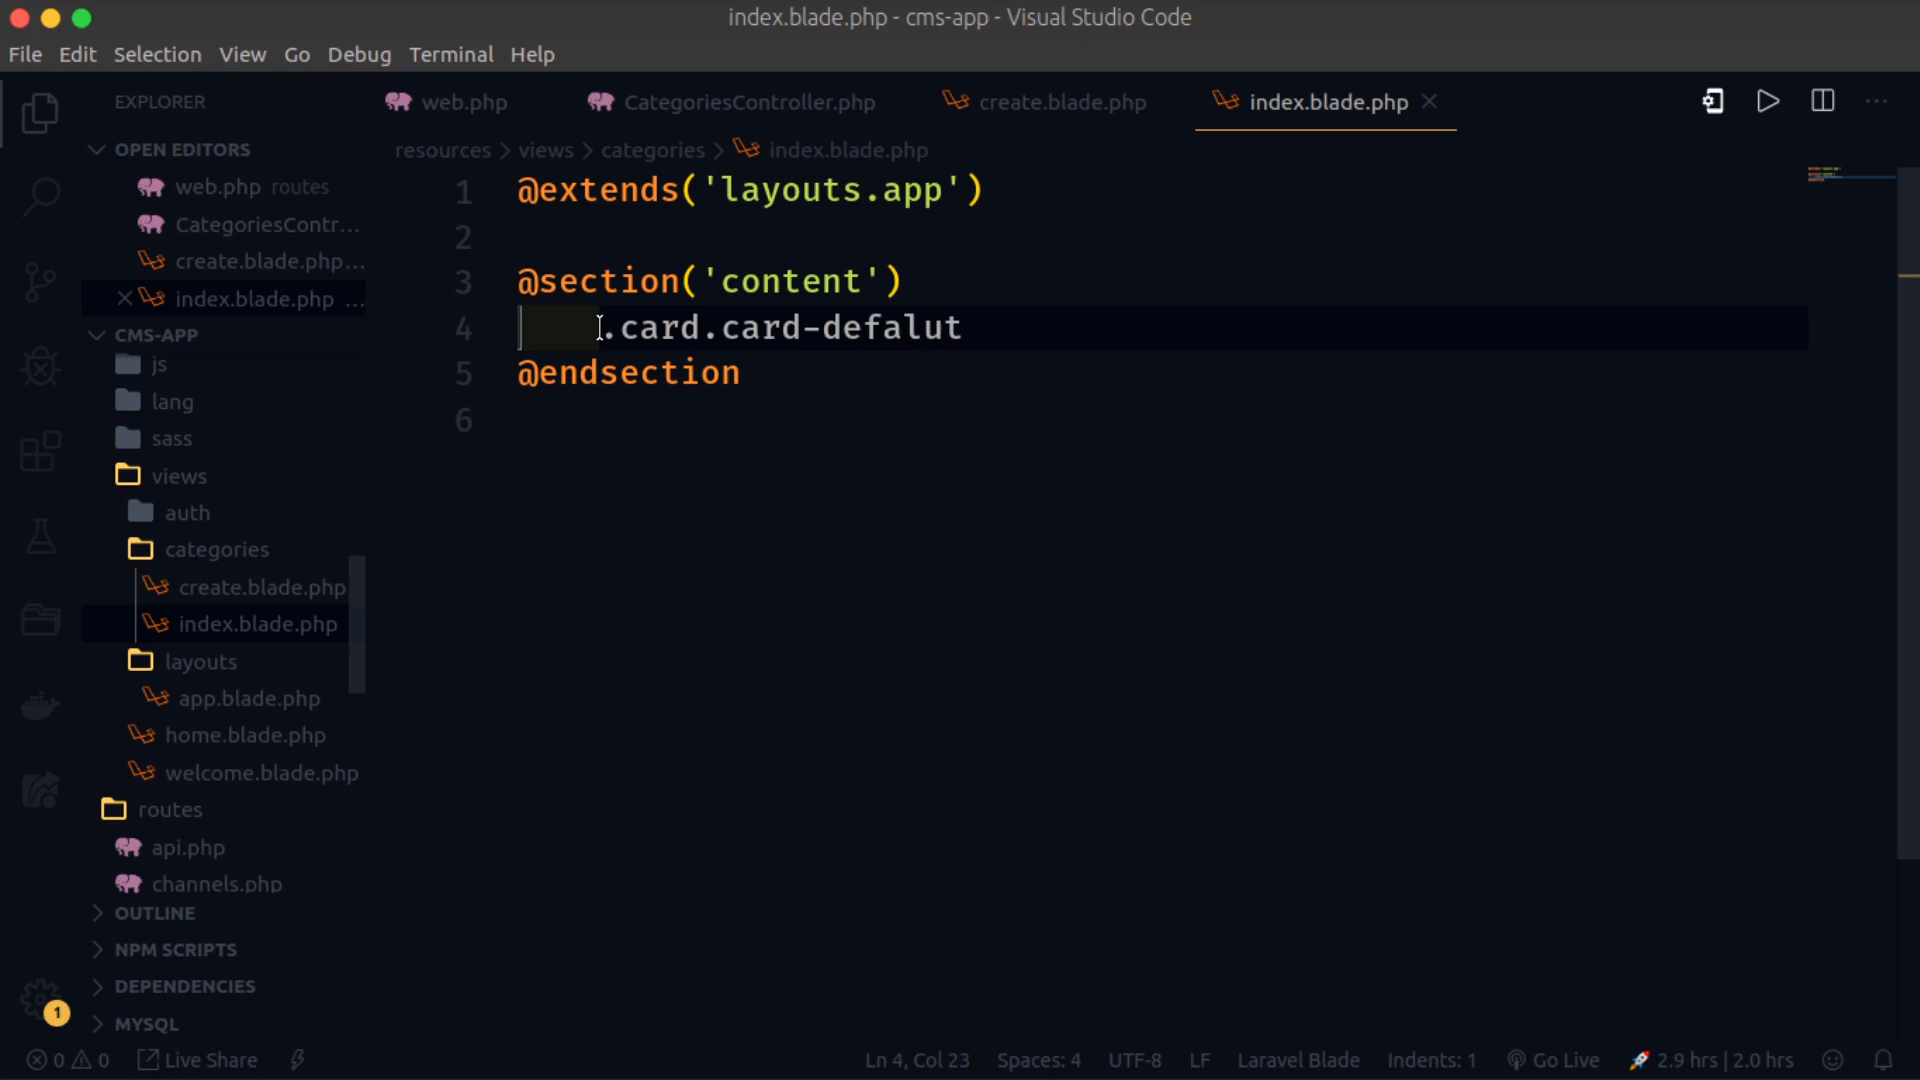 index.blade.php - cms-app - Visual Studio Code
File Edit Selection View Go Debug Terminal Help
EXPLORER
web.php CategoriesController.php create.blade.php index.blade.php
OPEN EDITORS
resources > views > categories > index.blade.php
web.php routes
CategoriesContr...
create.blade.php...
index.blade.php ...
CMS-APP
js
lang
sass
views
auth
categories
create.blade.php
index.blade.php
layouts
app.blade.php
home.blade.php
welcome.blade.php
routes
api.php
channels.php
OUTLINE
NPM SCRIPTS
DEPENDENCIES
MYSQL
1 @extends('layouts.app')
2
3 @section('content')
4 .card.card-defalut
5 @endsection
6
1
0 0 Live Share Ln 4, Col 23 Spaces: 4 UTF-8 LF Laravel Blade Indents: 1 Go Live 🚀 2.9 hrs | 2.0 hrs